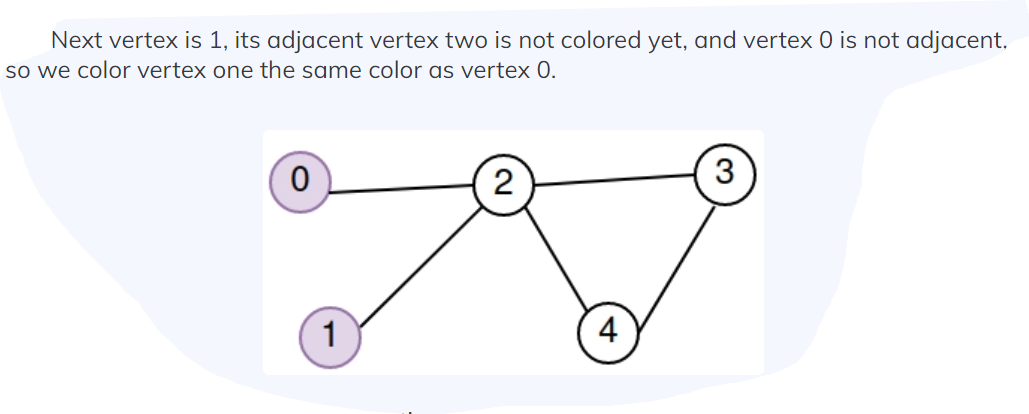 Next vertex is 1, its adjacent vertex two is not colored yet, and vertex 0 is not adjacent.
so we color vertex one the same color as vertex 0.
0
2
3
1
4